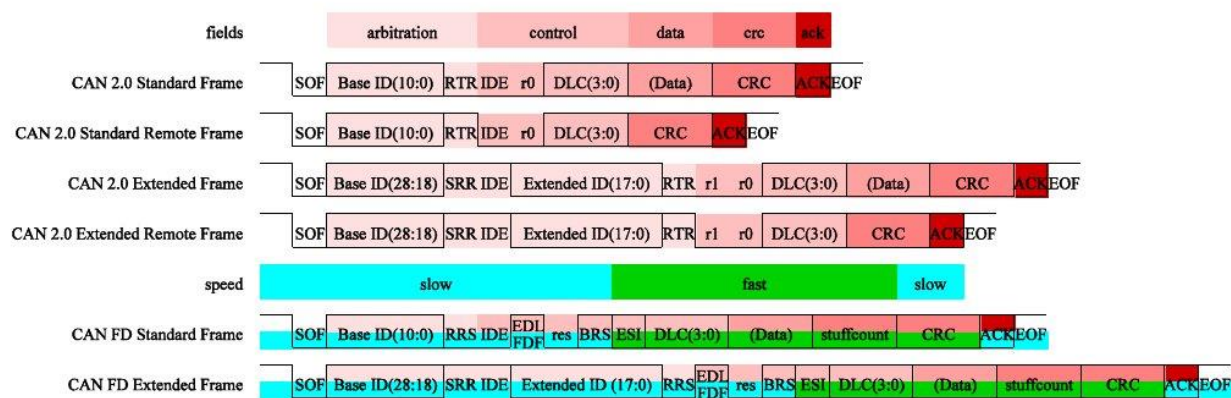 fields arbitration control data crc ack
CAN 2.0 Standard Frame SOF Base ID(10:0) RTR IDE r0 DLC(3:0) (Data) CRC ACK EOF
CAN 2.0 Standard Remote Frame SOF Base ID(10:0) RTR IDE r0 DLC(3:0) CRC ACK EOF
CAN 2.0 Extended Frame SOF Base ID(28:18) SRR IDE Extended ID(17:0) RTR r1 r0 DLC(3:0) (Data) CRC ACK EOF
CAN 2.0 Extended Remote Frame SOF Base ID(28:18) SRR IDE Extended ID(17:0) RTR r1 r0 DLC(3:0) CRC ACK EOF
speed slow fast slow
CAN FD Standard Frame SOF Base ID(10:0) RRS IDE EDL FDF res BRS ESI DLC(3:0) (Data) stuffcount CRC ACK EOF
CAN FD Extended Frame SOF Base ID(28:18) SRR IDE Extended ID (17:0) RRS EDL FDF res BRS ESI DLC(3:0) (Data) stuffcount CRC ACK EOF